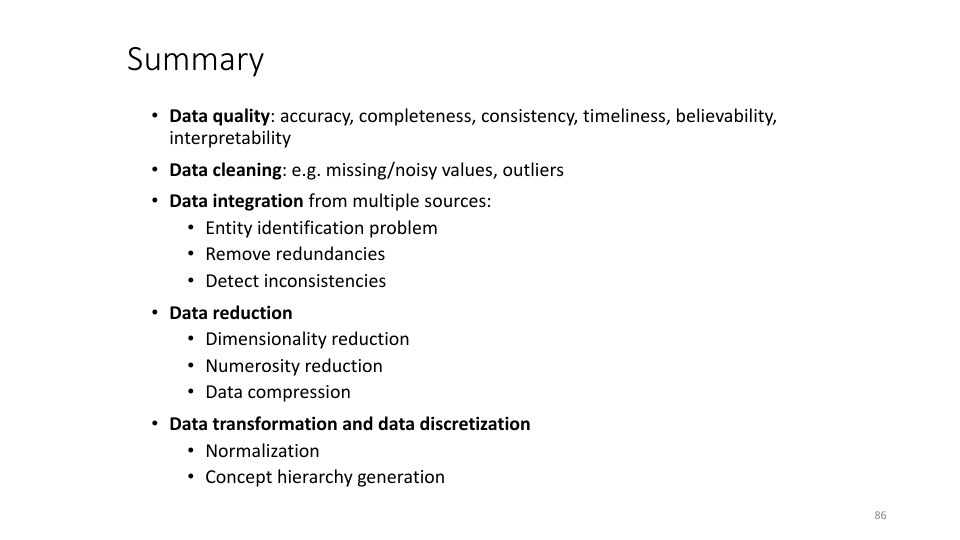 Summary
• Data quality: accuracy, completeness, consistency, timeliness, believability,
interpretability
• Data cleaning: e.g. missing/noisy values, outliers
• Data integration from multiple sources:
• Entity identification problem
• Remove redundancies
• Detect inconsistencies
• Data reduction
• Dimensionality reduction
• Numerosity reduction
• Data compression
• Data transformation and data discretization
• Normalization
• Concept hierarchy generation
86